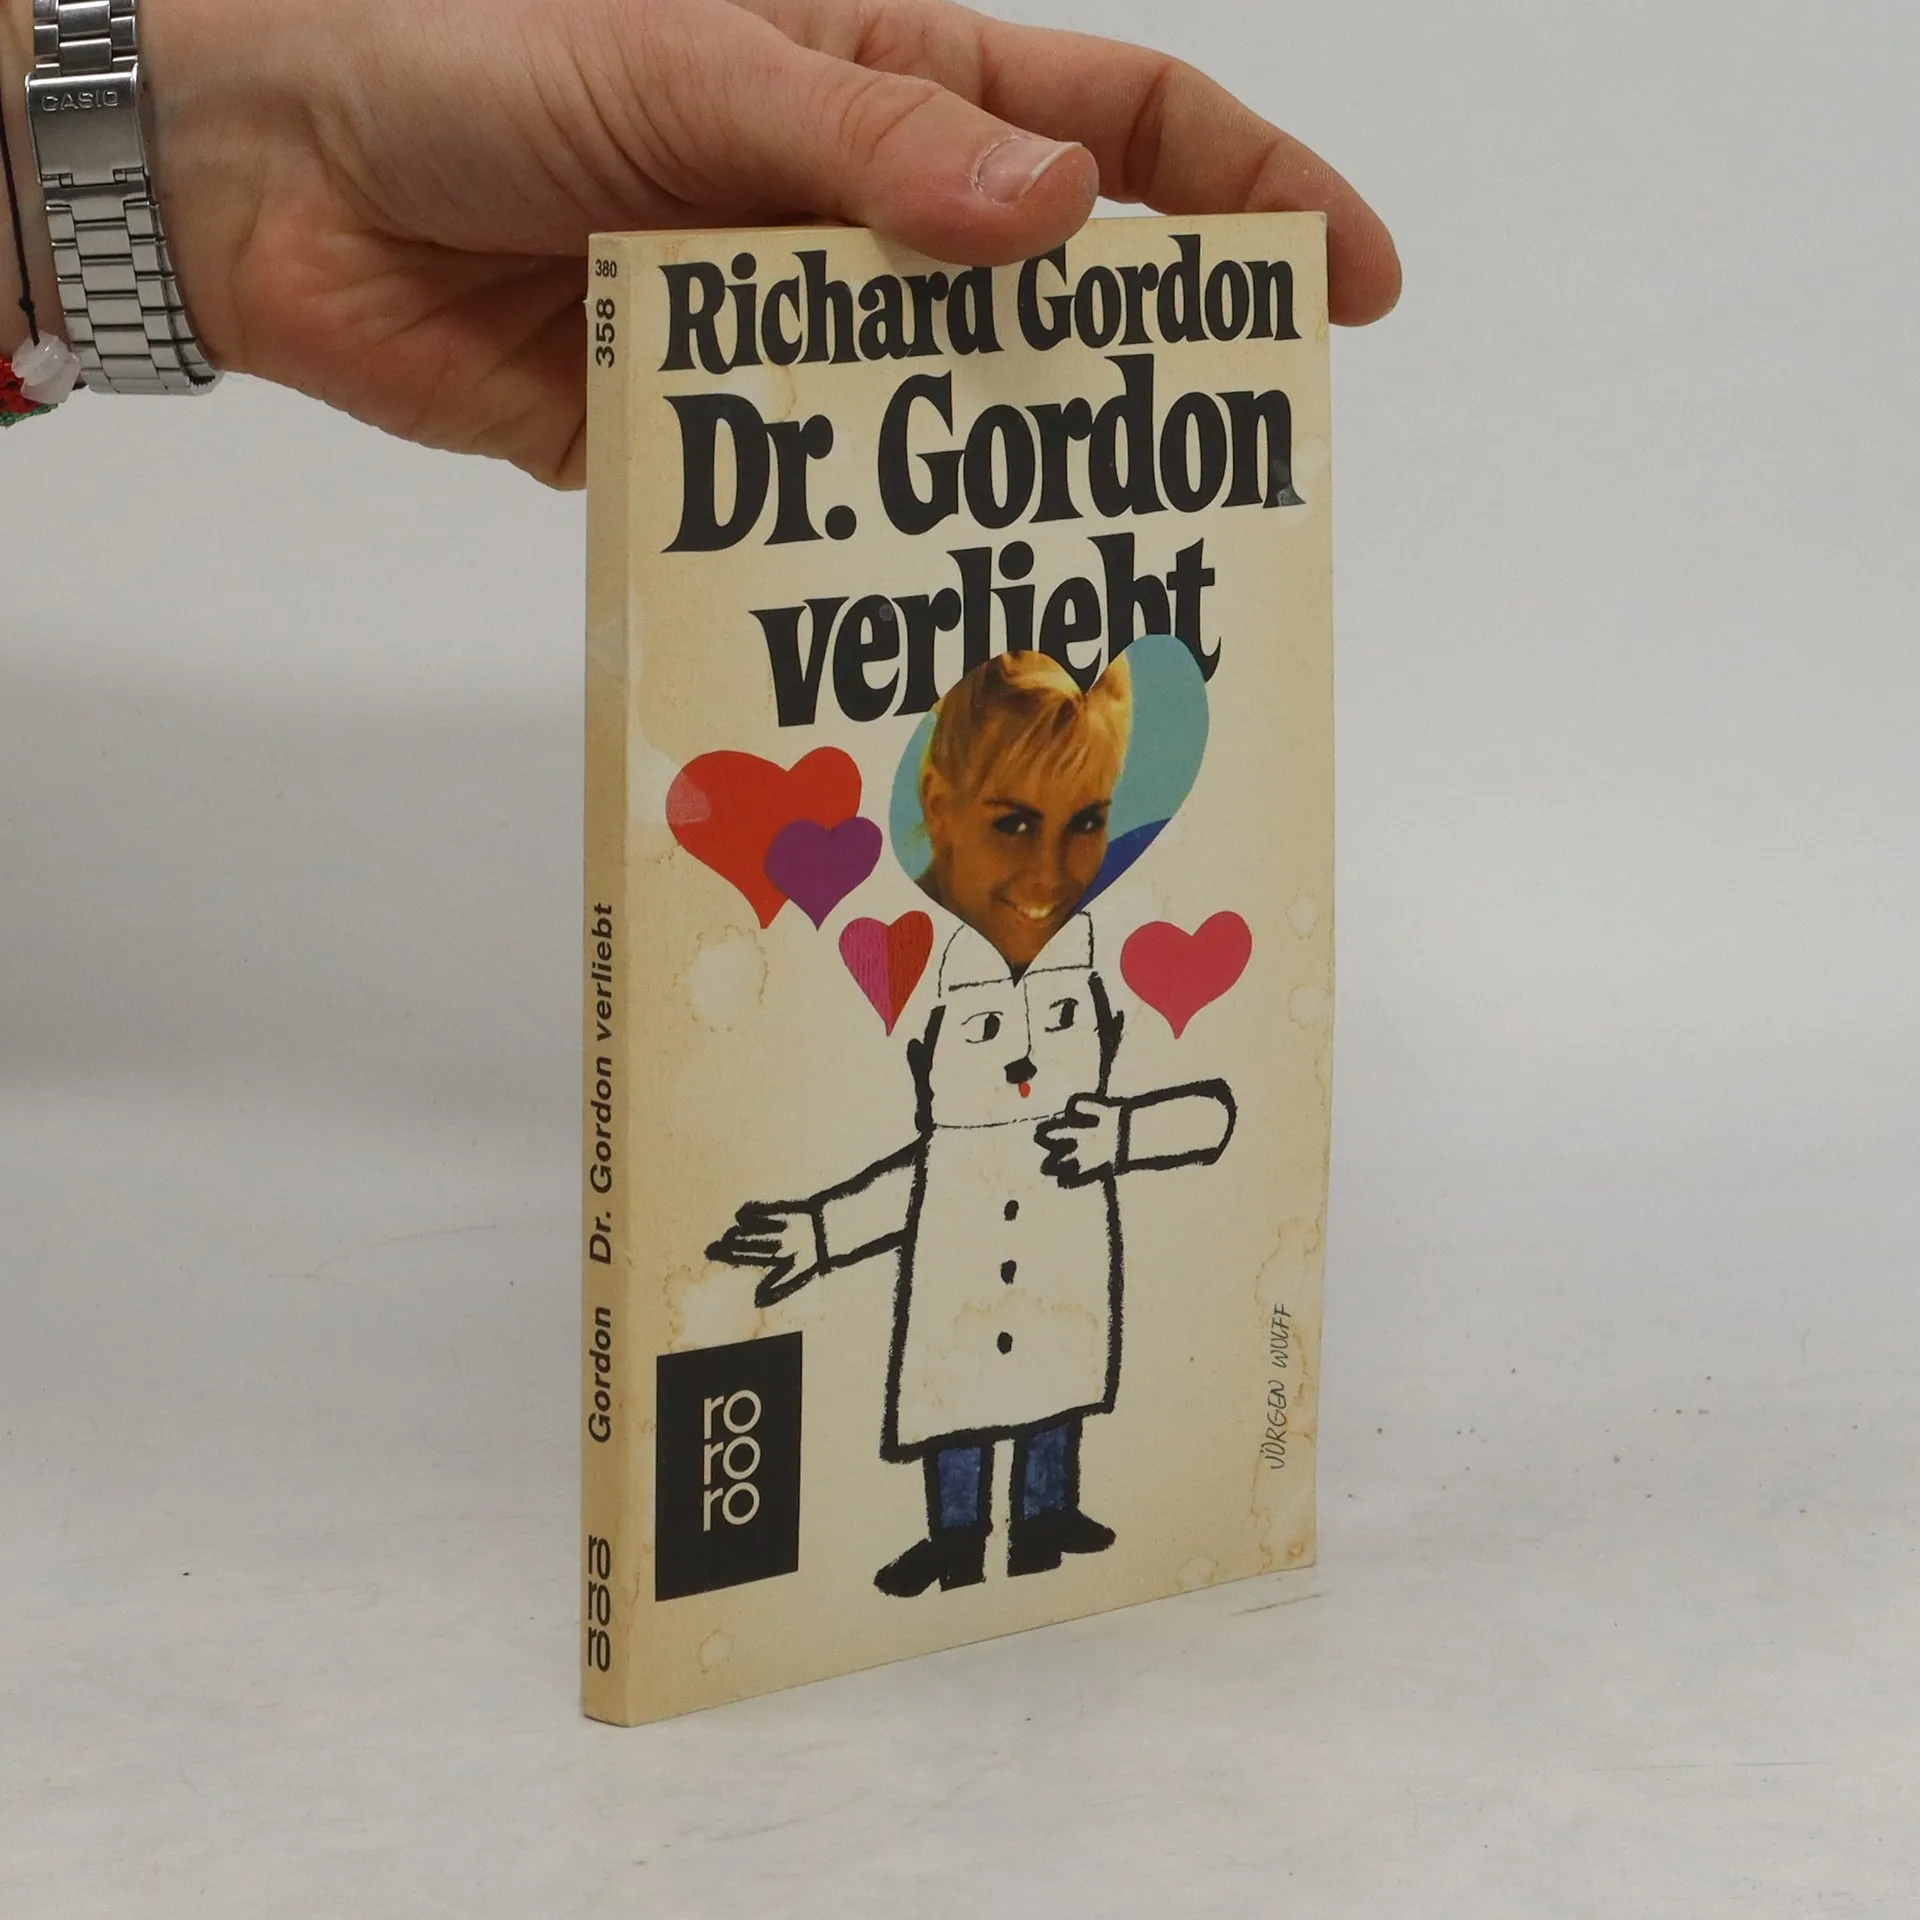 CASIO
380
358
Gordon Dr. Gordon verliebt
ro
ro
ro
Richard Gordon
Dr. Gordon
verliebt
JÜRGEN WOLFF
ro
ro
ro